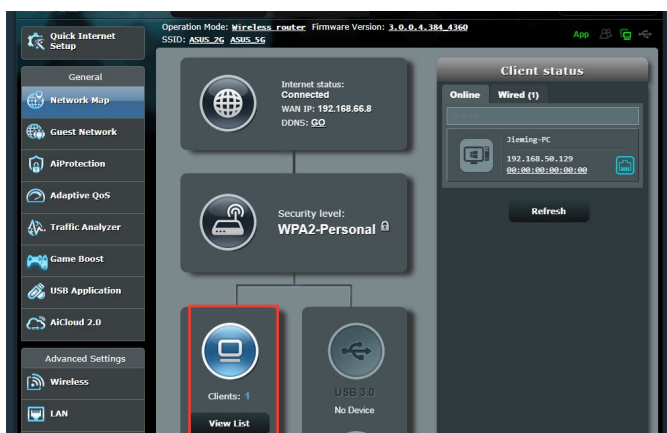 Quick Internet
Setup
Operation Mode: Wireless router Firmware Version: 3.0.0.4.384_4360
SSID: ASUS_2G ASUS_5G
App
General
Network Map
Guest Network
AiProtection
Adaptive QoS
Traffic Analyzer
Game Boost
USB Application
AiCloud 2.0
Advanced Settings
Wireless
LAN
Internet status:
Connected
WAN IP: 192.168.66.8
DDNS: GO
Security level:
WPA2-Personal
Clients: 1
View List
USB 3.0
No Device
Client status
Online Wired (1)
Jieming-PC
192.168.50.129
00:00:00:00:00:00
Refresh